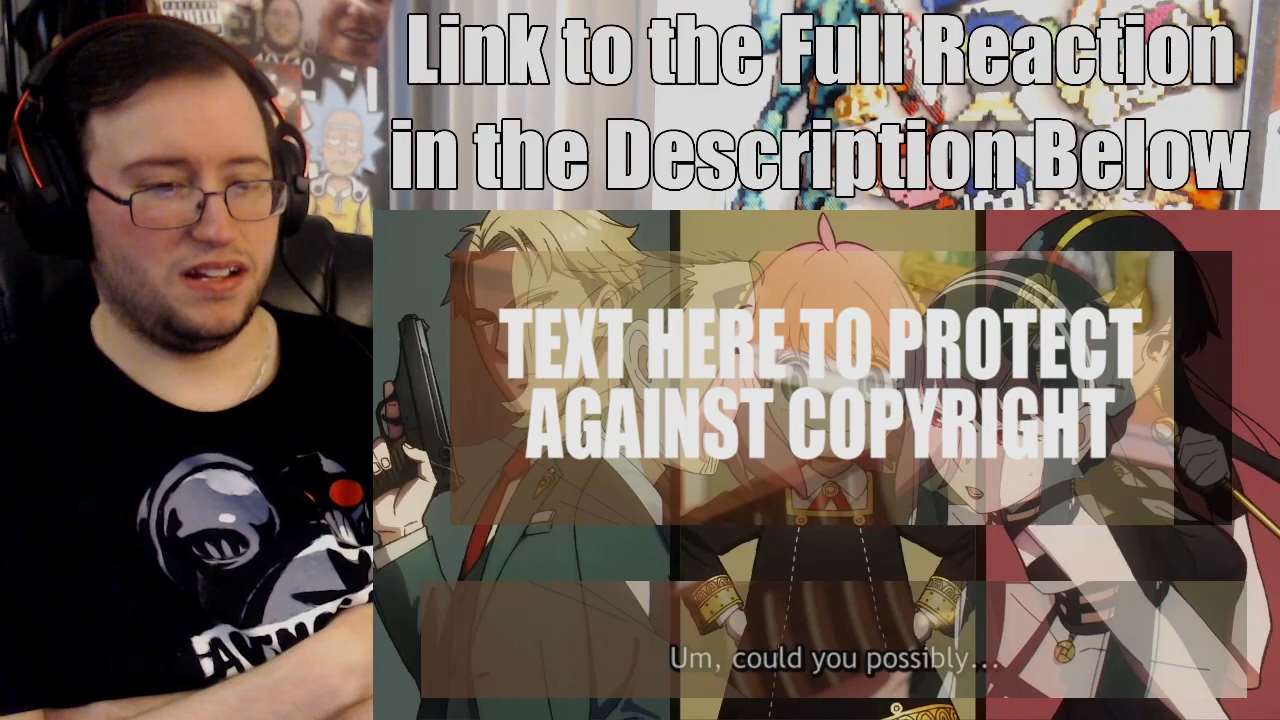 Link to the Full Reaction
in the Description Below
TEXT HERE TO PROTECT
AGAINST COPYRIGHT
Um, could you possibly...